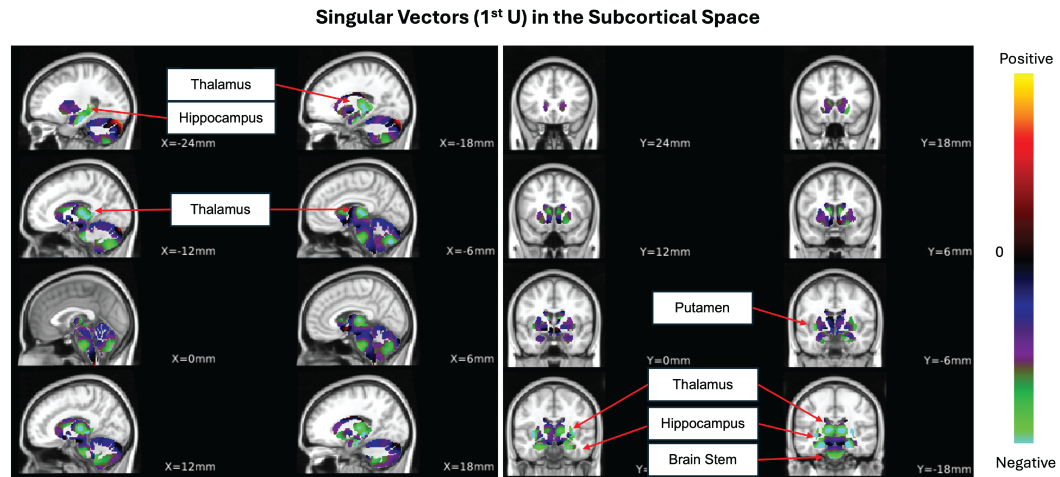 Singular Vectors (1st U) in the Subcortical Space
Positive
Thalamus
Hippocampus
X=-24mm
X=-18mm
Y=24mm
Y=18mm
Thalamus
X=-12mm
X=-6mm
Y=12mm
Y=6mm
0
Putamen
X=0mm
X=6mm
Y=0mm
Y=-6mm
Thalamus
Hippocampus
Brain Stem
X=12mm
X=18mm
Y=
Y=-18mm
Negative